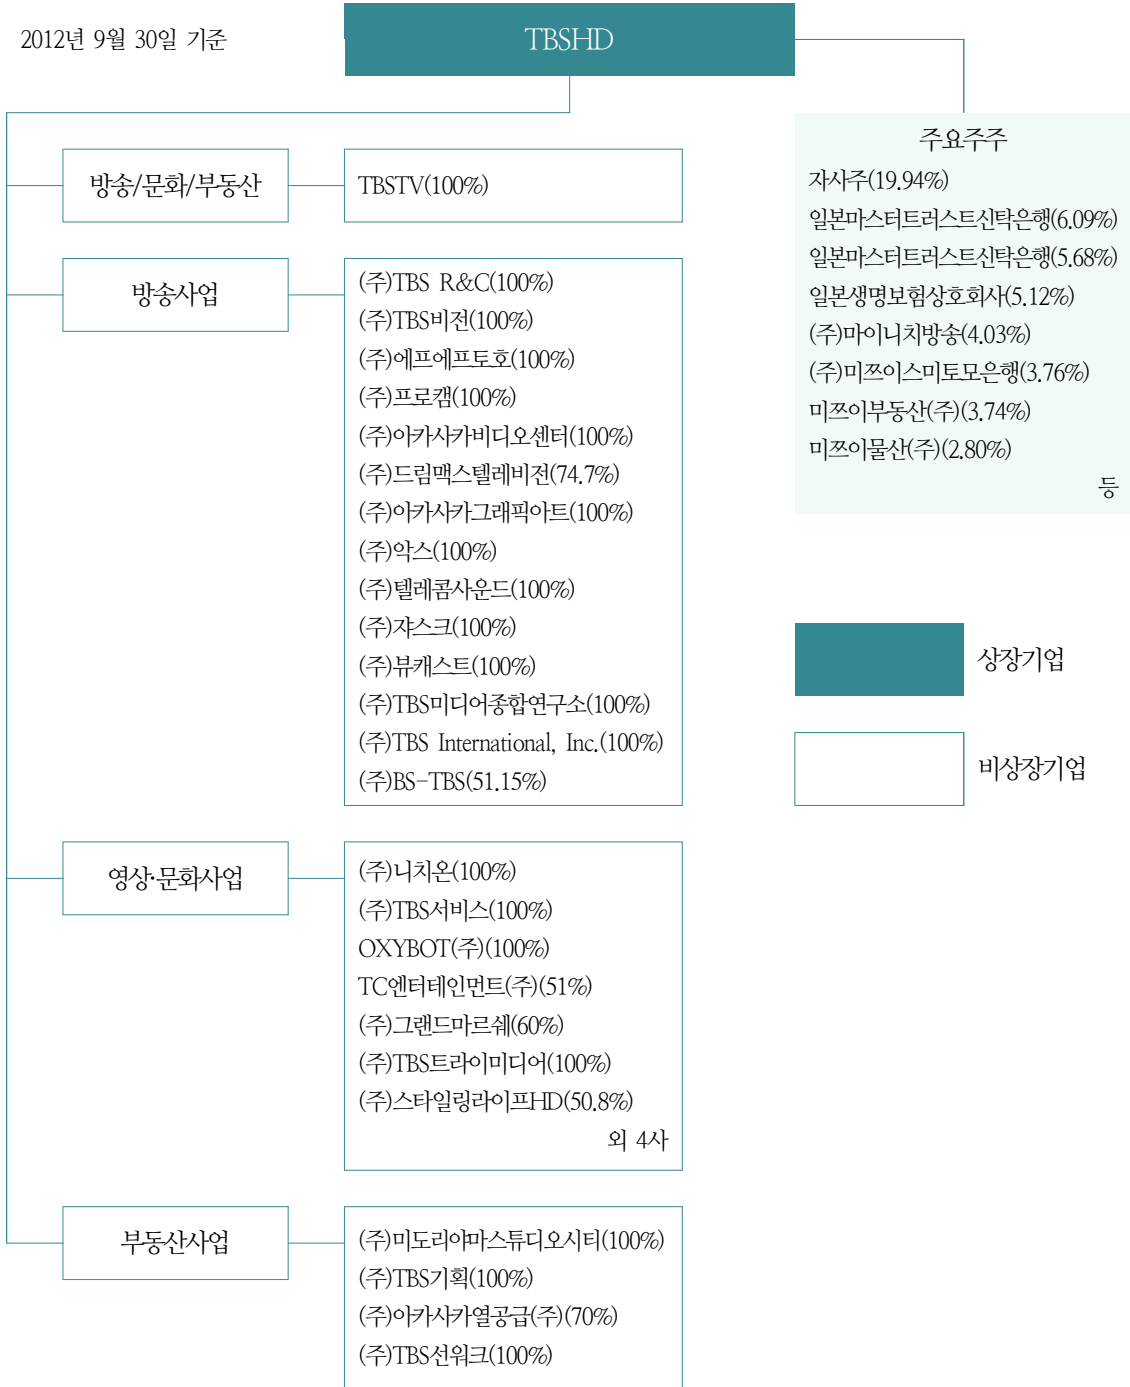 2012년 9월 30일 기준
TBSHD
주요주주
자사주(19.94%)
일본마스터트러스트신탁은행(6.09%)
일본마스터트러스트신탁은행(5.68%)
일본생명보험상호회사(5.12%)
(주)마이니치방송(4.03%)
(주)미쯔이스미토모은행(3.76%)
미쯔이부동산(주)(3.74%)
미쯔이물산(주)(2.80%)
등
방송/문화/부동산
TBSTV(100%)
방송사업
(주)TBS R&C(100%)
(주)TBS비전(100%)
(주)에프에프토호(100%)
(주)프로캠(100%)
(주)아카사카비디오센터(100%)
(주)드림맥스텔레비전(74.7%)
(주)아카사카그래픽아트(100%)
(주)악스(100%)
(주)텔레콤사운드(100%)
(주)쟈스크(100%)
(주)뷰캐스트(100%)
(주)TBS미디어종합연구소(100%)
(주)TBS International, Inc.(100%)
(주)BS-TBS(51.15%)
상장기업
비상장기업
영상·문화사업
(주)니치온(100%)
(주)TBS서비스(100%)
OXYBOT(주)(100%)
TC엔터테인먼트(주)(51%)
(주)그랜드마르쉐(60%)
(주)TBS트라이미디어(100%)
(주)스타일링라이프HD(50.8%)
외 4사
부동산사업
(주)미도리야마스튜디오시티(100%)
(주)TBS기획(100%)
(주)아카사카열공급(주)(70%)
(주)TBS선워크(100%)